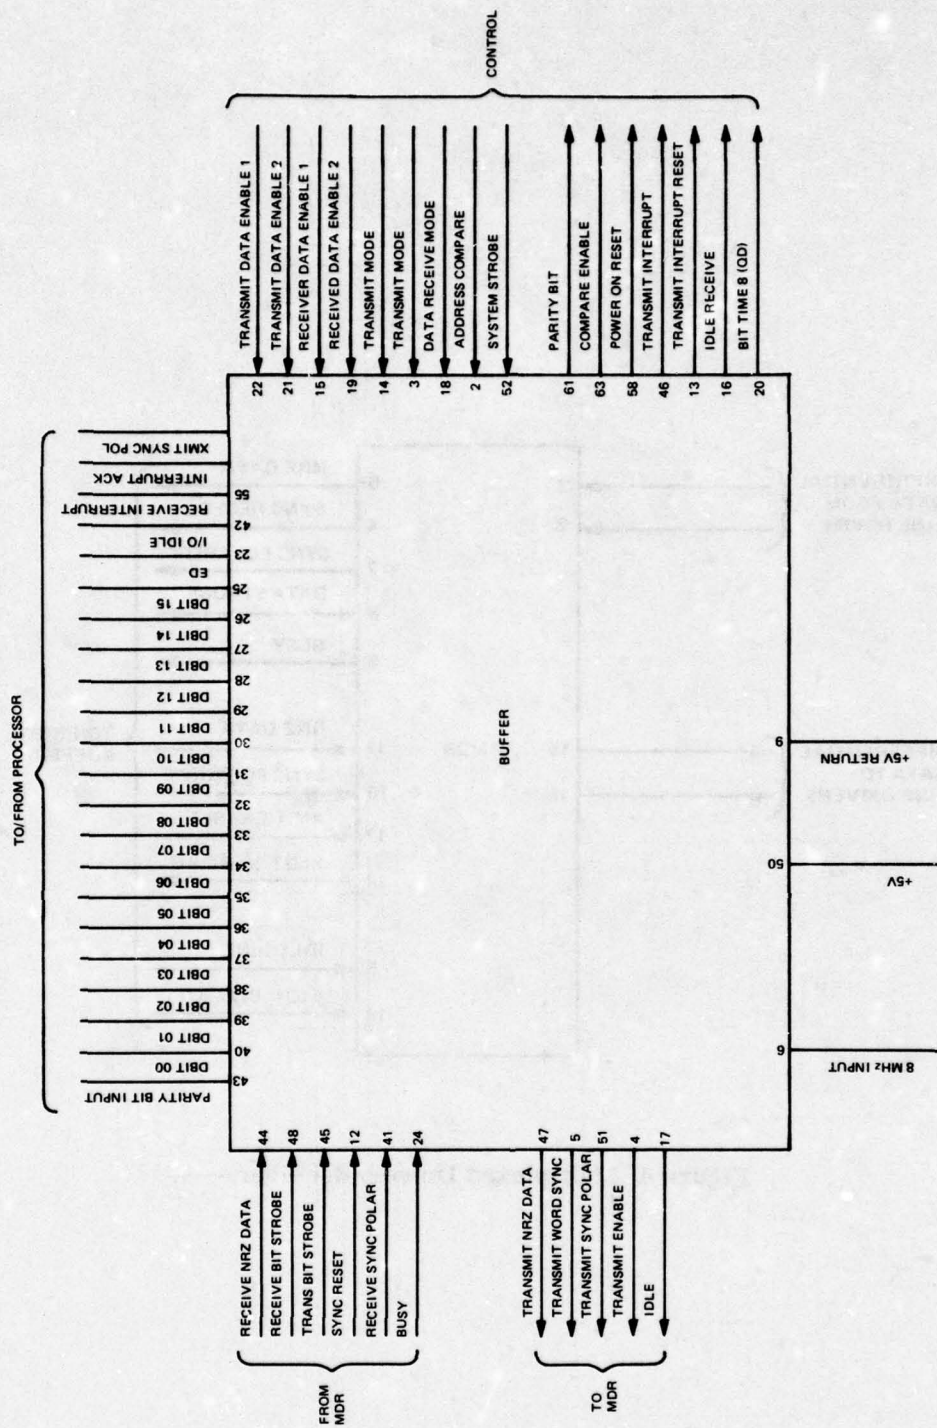 TO/FROM PROCESSOR
PARITY BIT INPUT
43
DBIT 00
40
DBIT 01
39
DBIT 02
38
DBIT 03
37
DBIT 04
36
DBIT 05
35
DBIT 06
34
DBIT 07
33
DBIT 08
32
DBIT 09
31
DBIT 10
30
DBIT 11
29
DBIT 12
28
DBIT 13
27
DBIT 14
26
DBIT 15
25
ED
23
I/O IDLE
42
RECEIVE INTERRUPT
55
INTERRUPT ACK
XMIT SYNC POL
FROM
MDR
RECEIVE NRZ DATA
44
RECEIVE BIT STROBE
48
TRANS BIT STROBE
45
SYNC RESET
12
RECEIVE SYNC POLAR
41
BUSY
24
TO
MDR
TRANSMIT NRZ DATA
47
TRANSMIT WORD SYNC
5
TRANSMIT SYNC POLAR
51
TRANSMIT ENABLE
4
IDLE
17
BUFFER
CONTROL
TRANSMIT DATA ENABLE 1
22
TRANSMIT DATA ENABLE 2
21
RECEIVER DATA ENABLE 1
15
RECEIVED DATA ENABLE 2
19
TRANSMIT MODE
14
TRANSMIT MODE
3
DATA RECEIVE MODE
18
ADDRESS COMPARE
2
SYSTEM STROBE
52
PARITY BIT
61
COMPARE ENABLE
63
POWER ON RESET
58
TRANSMIT INTERRUPT
46
TRANSMIT INTERRUPT RESET
13
IDLE RECEIVE
16
BIT TIME 8 (QD)
20
8 MHz INPUT
9
+5V
50
+5V RETURN
6